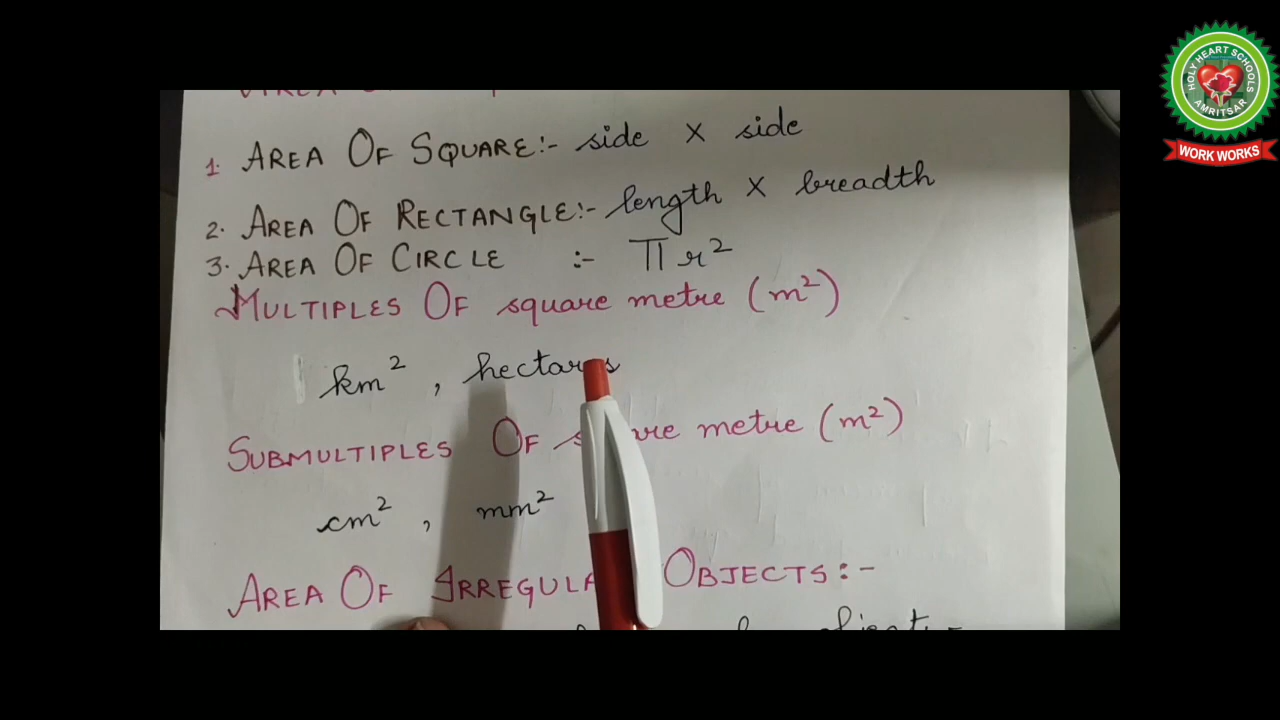 1. AREA OF SQUARE:- side × side
2. AREA OF RECTANGLE:- length × breadth
3. AREA OF CIRCLE :- πr²
MULTIPLES OF square metre (m²)
km² , hectares
SUBMULTIPLES OF square metre (m²)
cm² , mm²
AREA OF IRREGULAR OBJECTS:-
HOLY HEART SCHOOLS
AMRITSAR
WORK WORKS